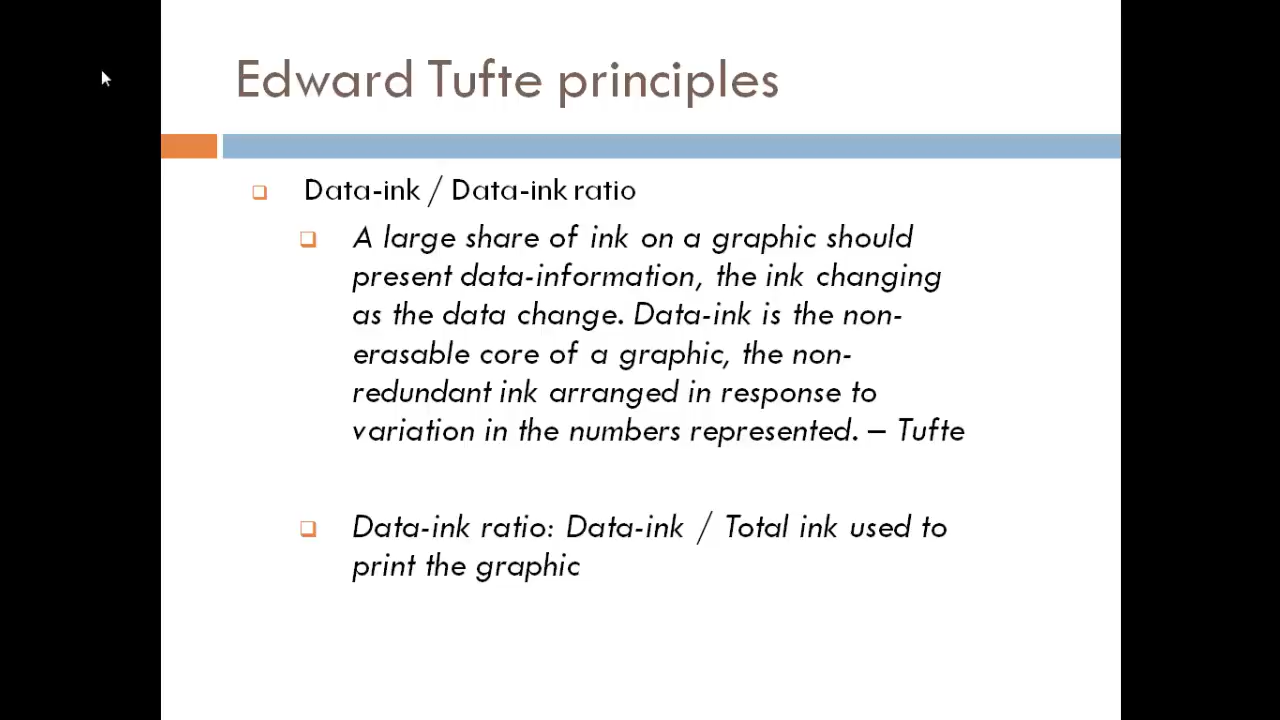 Edward Tufte principles
Data-ink / Data-ink ratio
A large share of ink on a graphic should
present data-information, the ink changing
as the data change. Data-ink is the non-
erasable core of a graphic, the non-
redundant ink arranged in response to
variation in the numbers represented. – Tufte
Data-ink ratio: Data-ink / Total ink used to
print the graphic